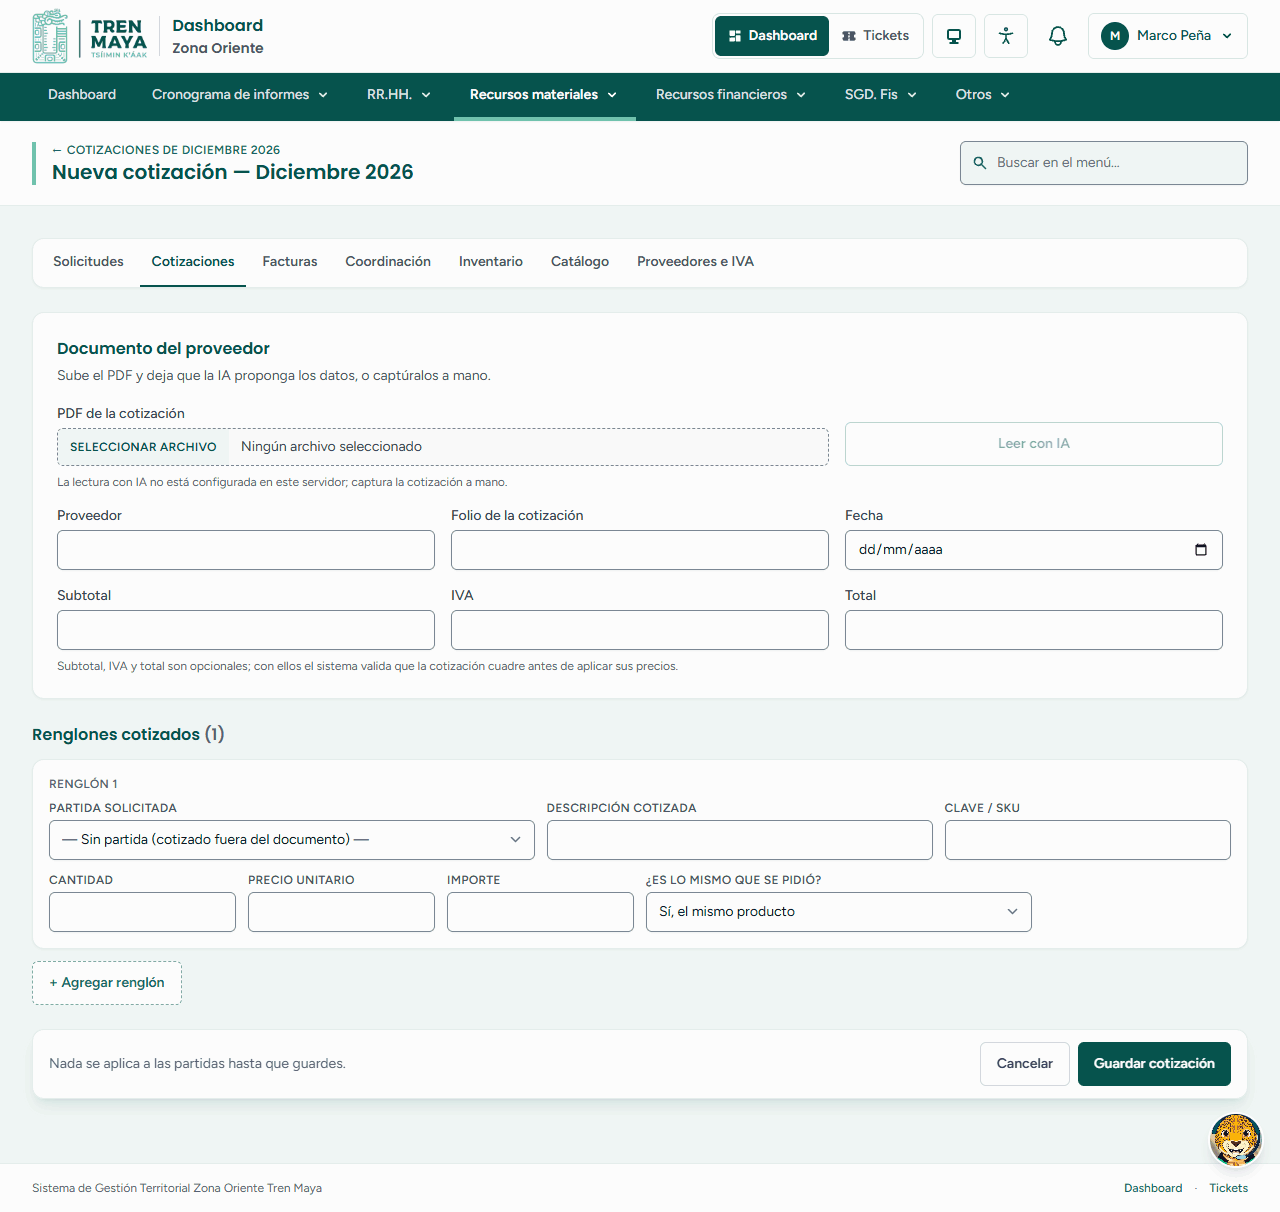 TREN
MAYA
TSÍIMIN K'ÁAK
Dashboard
Zona Oriente
Dashboard
Tickets
M
Marco Peña
Dashboard
Cronograma de informes
RR.HH.
Recursos materiales
Recursos financieros
SGD. Fis
Otros
← COTIZACIONES DE DICIEMBRE 2026
Nueva cotización — Diciembre 2026
Buscar en el menú...
Solicitudes
Cotizaciones
Facturas
Coordinación
Inventario
Catálogo
Proveedores e IVA
Documento del proveedor
Sube el PDF y deja que la IA proponga los datos, o captúralos a mano.
PDF de la cotización
SELECCIONAR ARCHIVO
Ningún archivo seleccionado
Leer con IA
La lectura con IA no está configurada en este servidor; captura la cotización a mano.
Proveedor
Folio de la cotización
Fecha
dd/mm/aaaa
Subtotal
IVA
Total
Subtotal, IVA y total son opcionales; con ellos el sistema valida que la cotización cuadre antes de aplicar sus precios.
Renglones cotizados (1)
RENGLÓN 1
PARTIDA SOLICITADA
DESCRIPCIÓN COTIZADA
CLAVE / SKU
— Sin partida (cotizado fuera del documento) —
CANTIDAD
PRECIO UNITARIO
IMPORTE
¿ES LO MISMO QUE SE PIDIÓ?
Sí, el mismo producto
+ Agregar renglón
Nada se aplica a las partidas hasta que guardes.
Cancelar
Guardar cotización
Sistema de Gestión Territorial Zona Oriente Tren Maya
Dashboard · Tickets